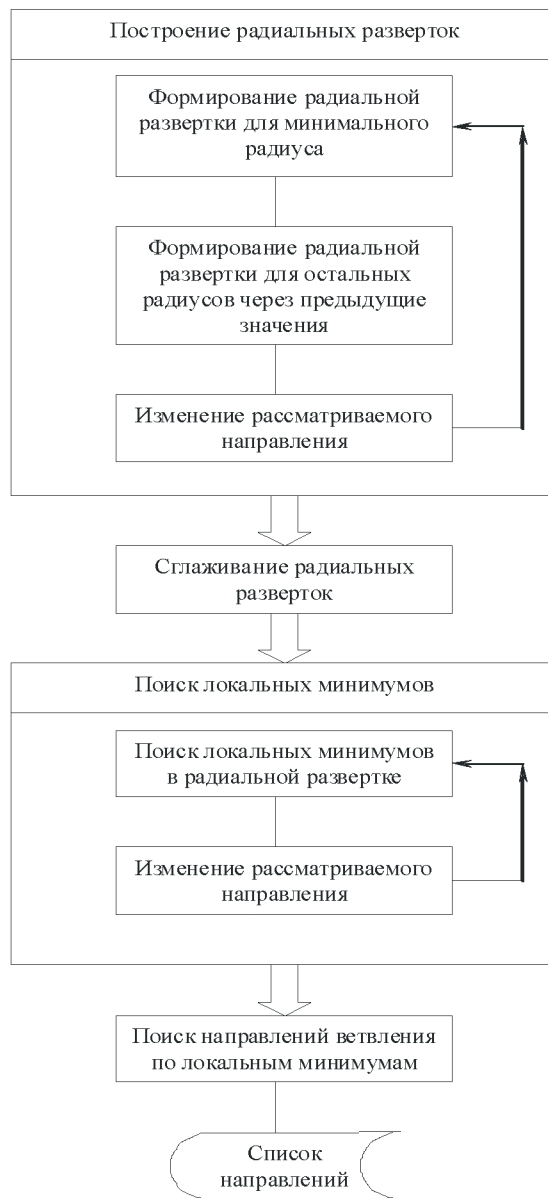 Построение радиальных разверток
Формирование радиальной
развертки для минимального
радиуса
Формирование радиальной
развертки для остальных
радиусов через предыдущие
значения
Изменение рассматриваемого
направления
Сглаживание радиальных
разверток
Поиск локальных минимумов
Поиск локальных минимумов
в радиальной развертке
Изменение рассматриваемого
направления
Поиск направлений ветвления
по локальным минимумам
Список
направлений